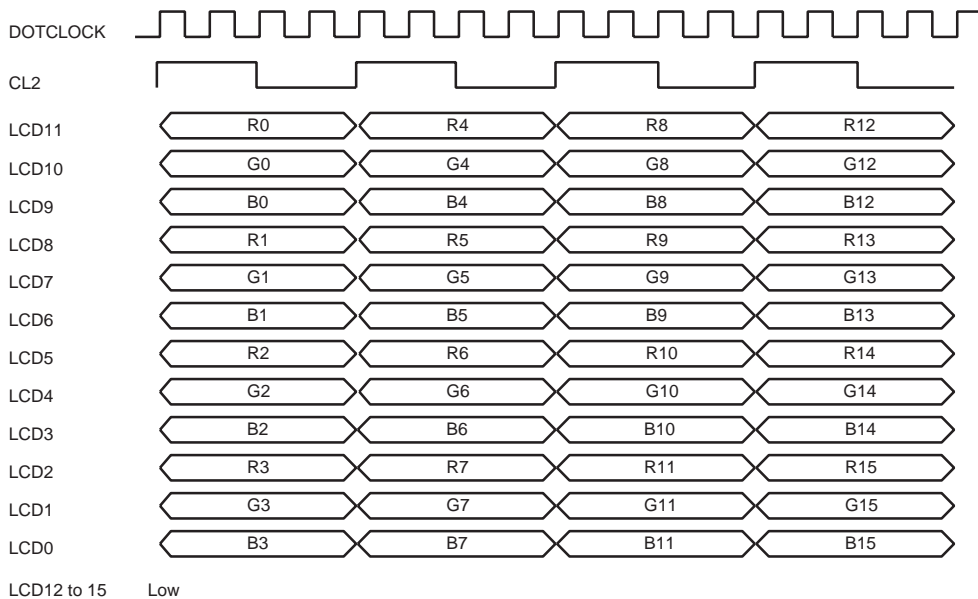 DOTCLOCK
CL2
LCD11 R0 R4 R8 R12
LCD10 G0 G4 G8 G12
LCD9 B0 B4 B8 B12
LCD8 R1 R5 R9 R13
LCD7 G1 G5 G9 G13
LCD6 B1 B5 B9 B13
LCD5 R2 R6 R10 R14
LCD4 G2 G6 G10 G14
LCD3 B2 B6 B10 B14
LCD2 R3 R7 R11 R15
LCD1 G3 G7 G11 G15
LCD0 B3 B7 B11 B15
LCD12 to 15 Low